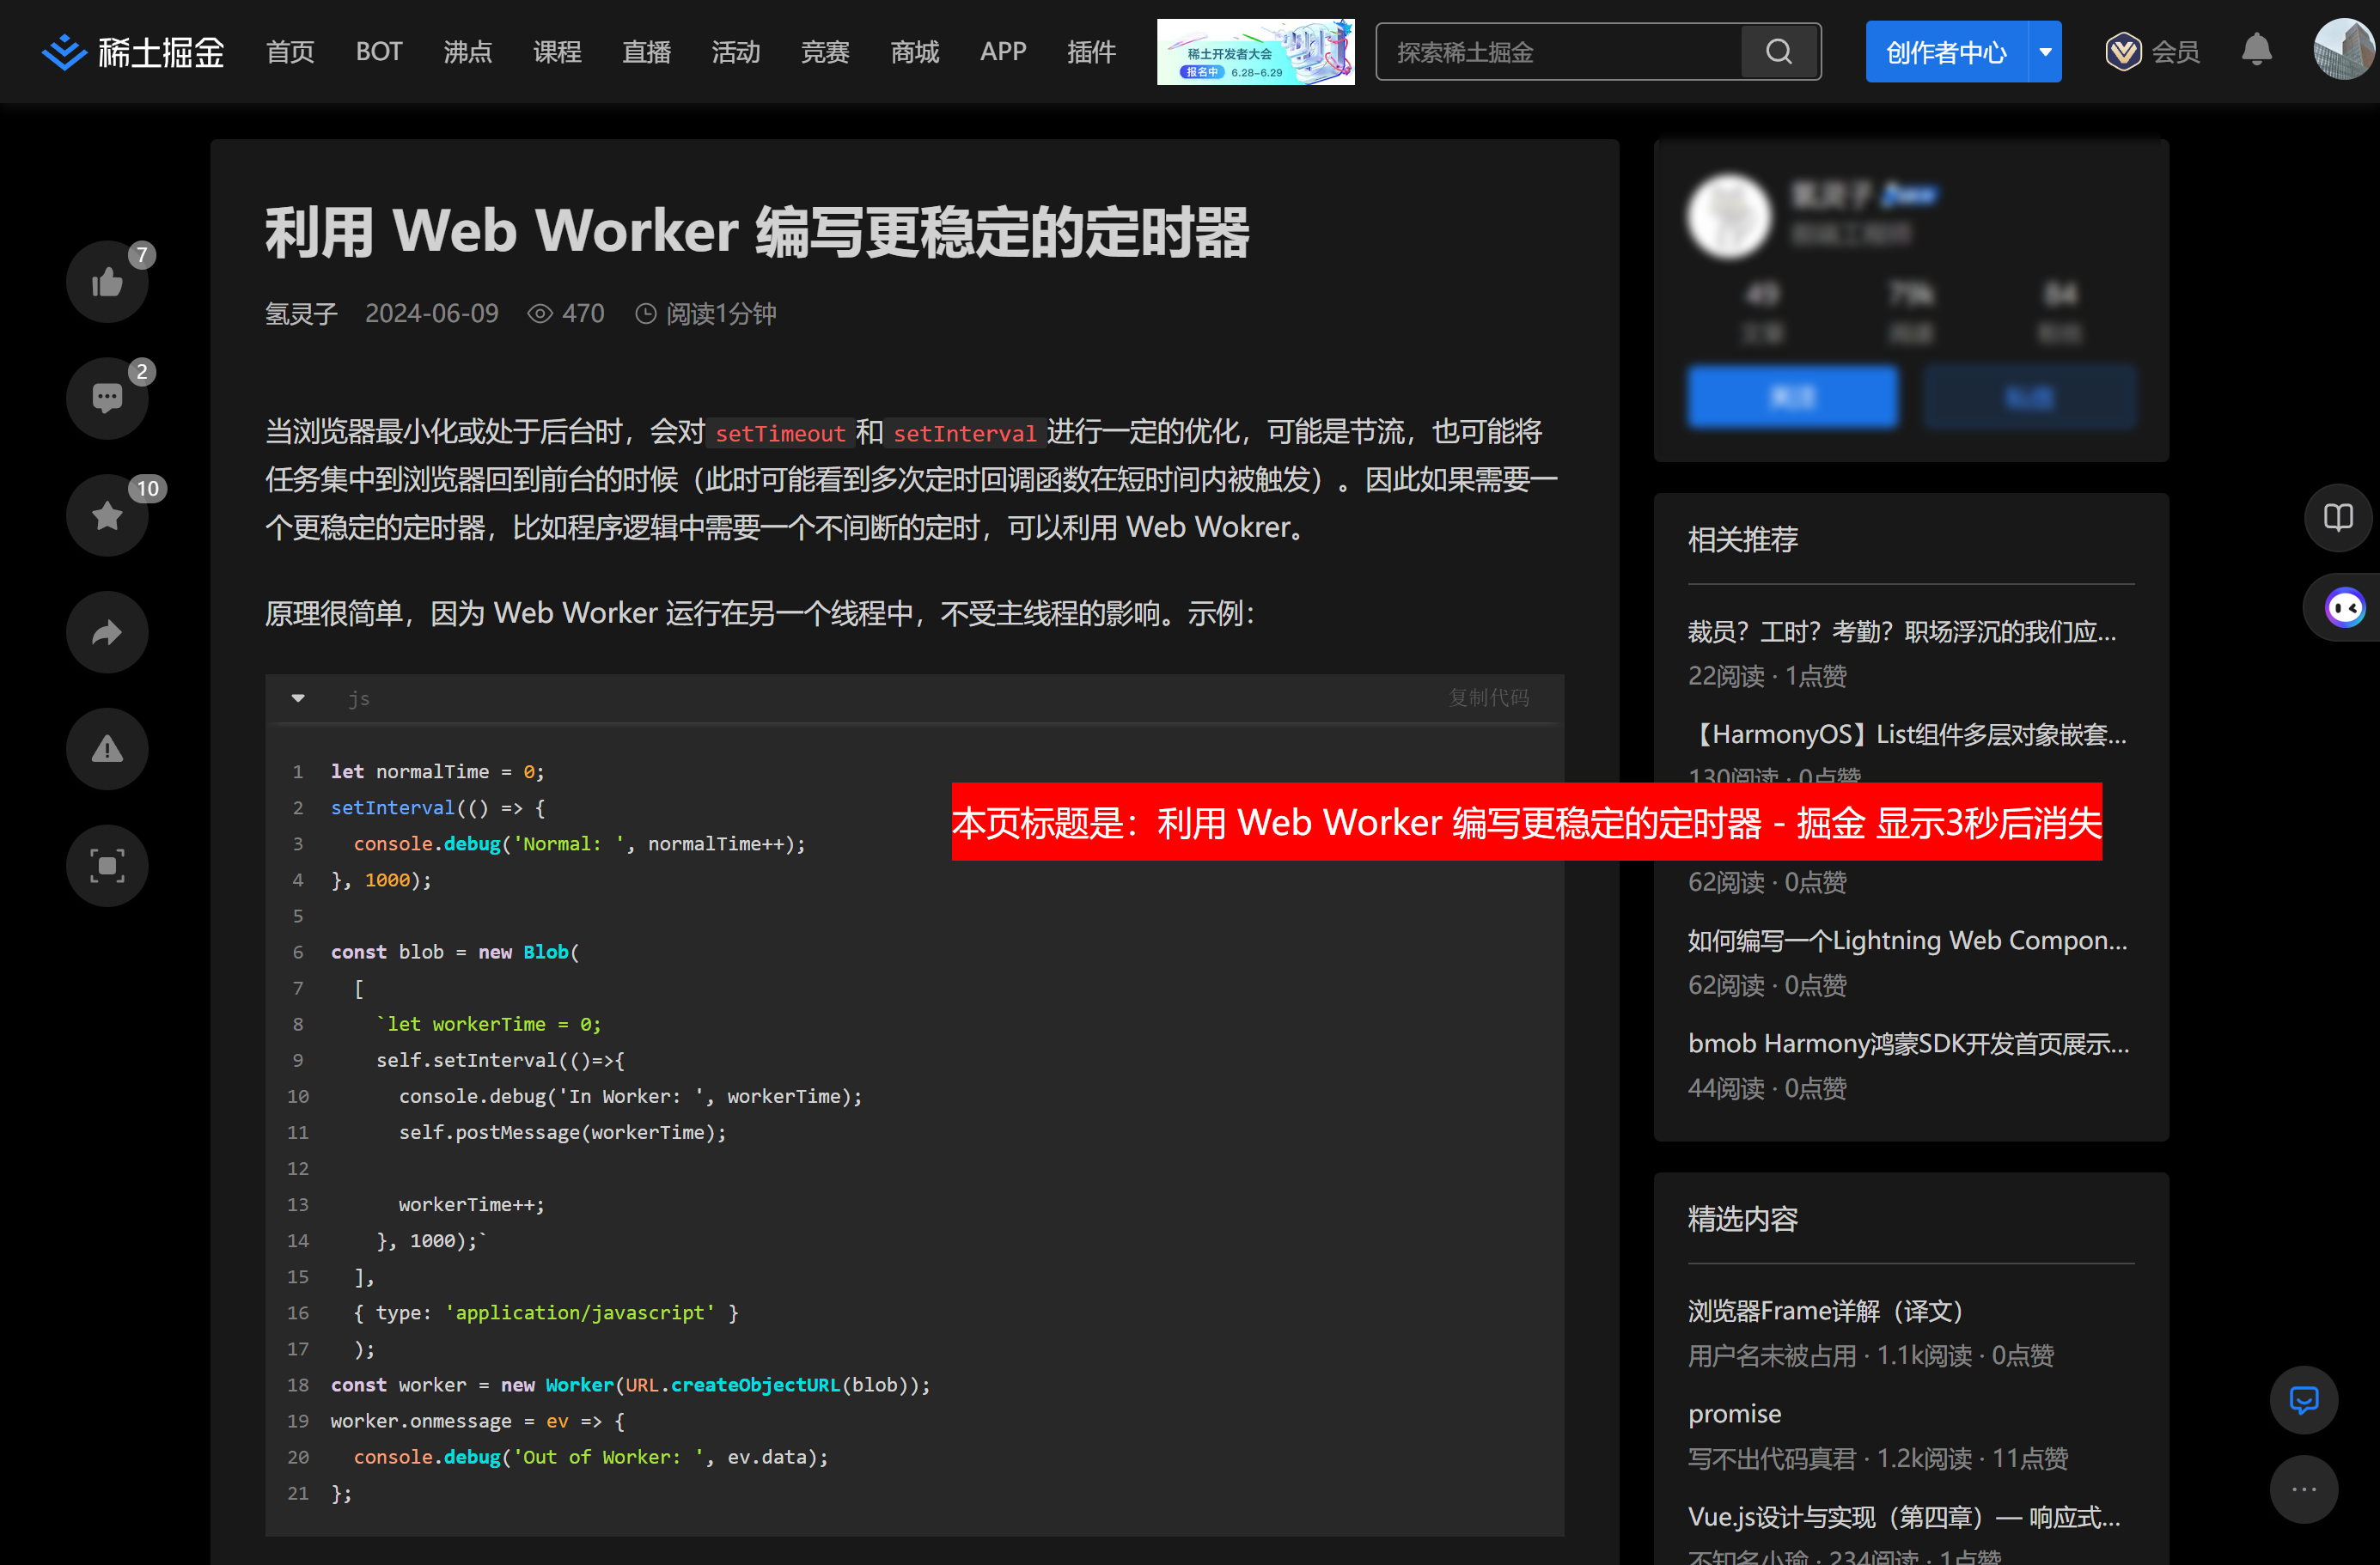 稀土掘金 首页 BOT 沸点 课程 直播 活动 竞赛 商城 APP 插件
稀土开发者大会
报名中 6.28-6.29
探索稀土掘金
创作者中心
会员
7
2
10
利用 Web Worker 编写更稳定的定时器
氢灵子 2024-06-09 470 阅读1分钟
当浏览器最小化或处于后台时，会对 setTimeout 和 setInterval 进行一定的优化，可能是节流，也可能将
任务集中到浏览器回到前台的时候（此时可能看到多次定时回调函数在短时间内被触发）。因此如果需要一
个更稳定的定时器，比如程序逻辑中需要一个不间断的定时，可以利用 Web Wokrer。
原理很简单，因为 Web Worker 运行在另一个线程中，不受主线程的影响。示例：
js 复制代码
1 let normalTime = 0;
2 setInterval(() => {
3 console.debug('Normal: ', normalTime++);
4 }, 1000);
5
6 const blob = new Blob(
7 [
8 `let workerTime = 0;
9 self.setInterval(()=>{
10 console.debug('In Worker: ', workerTime);
11 self.postMessage(workerTime);
12
13 workerTime++;
14 }, 1000);`
15 ],
16 { type: 'application/javascript' }
17 );
18 const worker = new Worker(URL.createObjectURL(blob));
19 worker.onmessage = ev => {
20 console.debug('Out of Worker: ', ev.data);
21 };
本页标题是：利用 Web Worker 编写更稳定的定时器 - 掘金 显示3秒后消失
氢灵子
前端工程师
49 79k 84
文章 阅读 粉丝
关注 私信
相关推荐
裁员？工时？考勤？职场浮沉的我们应...
22阅读 · 1点赞
【HarmonyOS】List组件多层对象嵌套...
130阅读 · 0点赞
62阅读 · 0点赞
如何编写一个Lightning Web Compon...
62阅读 · 0点赞
bmob Harmony鸿蒙SDK开发首页展示...
44阅读 · 0点赞
精选内容
浏览器Frame详解（译文）
用户名未被占用 · 1.1k阅读 · 0点赞
promise
写不出代码真君 · 1.2k阅读 · 11点赞
Vue.js设计与实现（第四章）— 响应式...
不知名小瑜 · 234阅读 · 1点赞